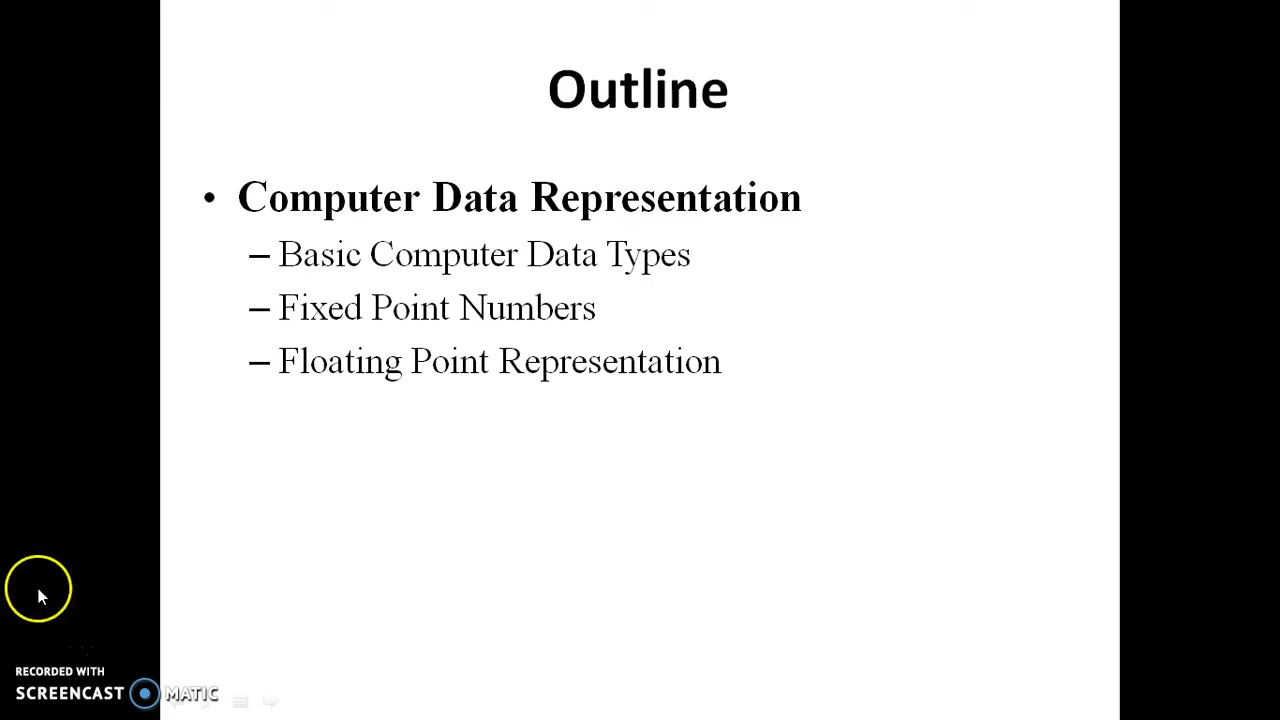 Outline
• Computer Data Representation
– Basic Computer Data Types
– Fixed Point Numbers
– Floating Point Representation
RECORDED WITH
SCREENCAST MATIC